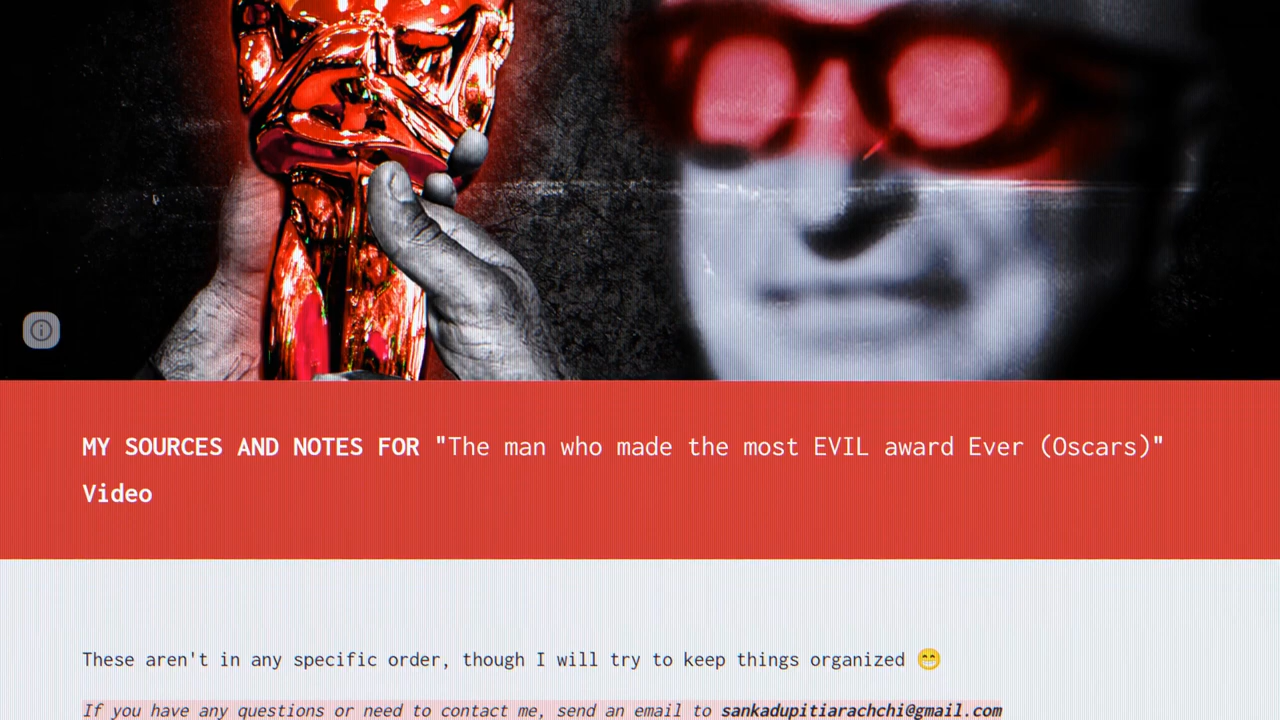 MY SOURCES AND NOTES FOR "The man who made the most EVIL award Ever (Oscars)"
Video
These aren't in any specific order, though I will try to keep things organized 😁
If you have any questions or need to contact me, send an email to sankadupitiarachchi@gmail.com